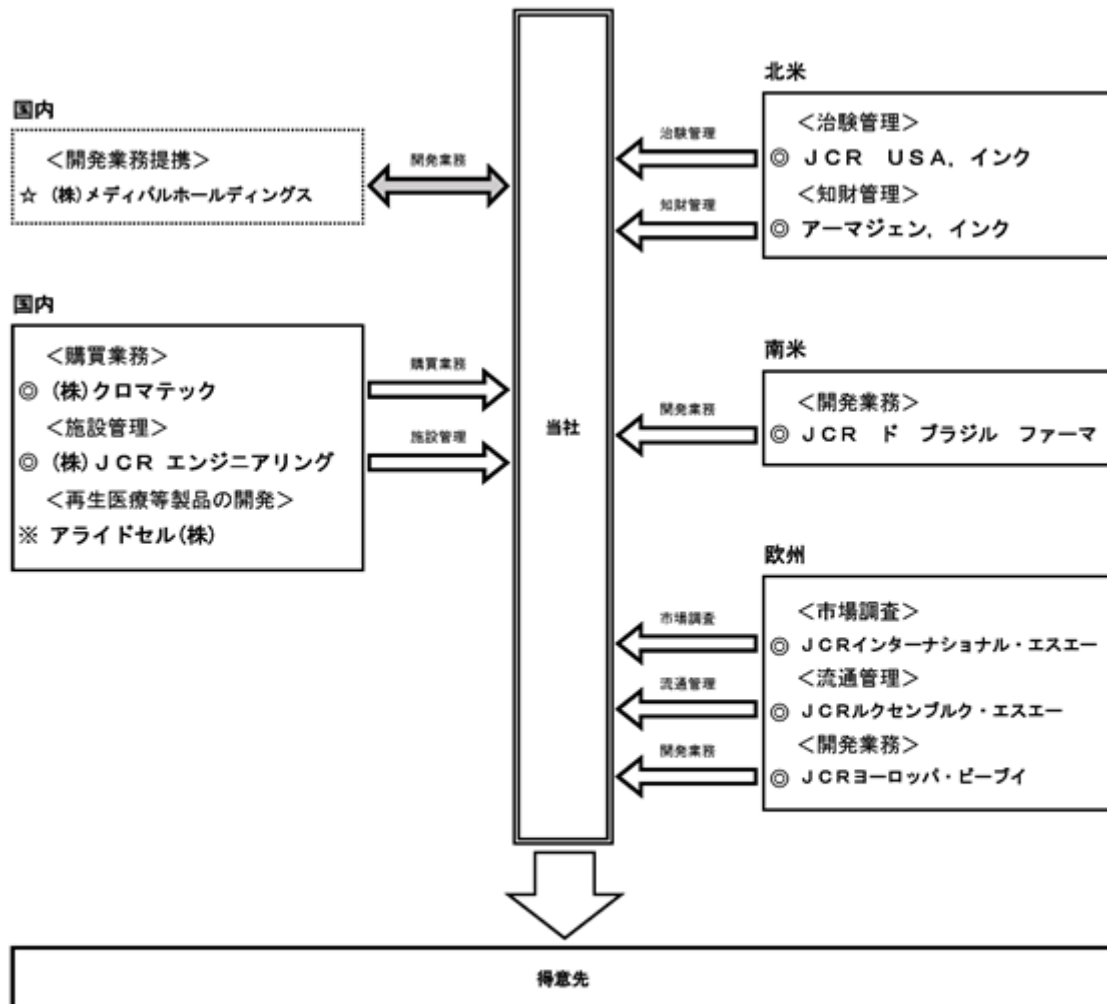 国内
<開発業務提携>
☆ (株)メディパルホールディングス
開発業務
国内
<購買業務>
◎ (株)クロマテック
<施設管理>
◎ (株)JCR エンジニアリング
<再生医療等製品の開発>
※ アライドセル(株)
購買業務
施設管理
当社
北米
<治験管理>
◎ JCR USA, インク
<知財管理>
◎ アーマジェン, インク
治験管理
知財管理
南米
<開発業務>
◎ JCR ド ブラジル ファーマ
開発業務
欧州
<市場調査>
◎ JCRインターナショナル・エスエー
<流通管理>
◎ JCRルクセンブルク・エスエー
<開発業務>
◎ JCRヨーロッパ・ビーブイ
市場調査
流通管理
開発業務
得意先